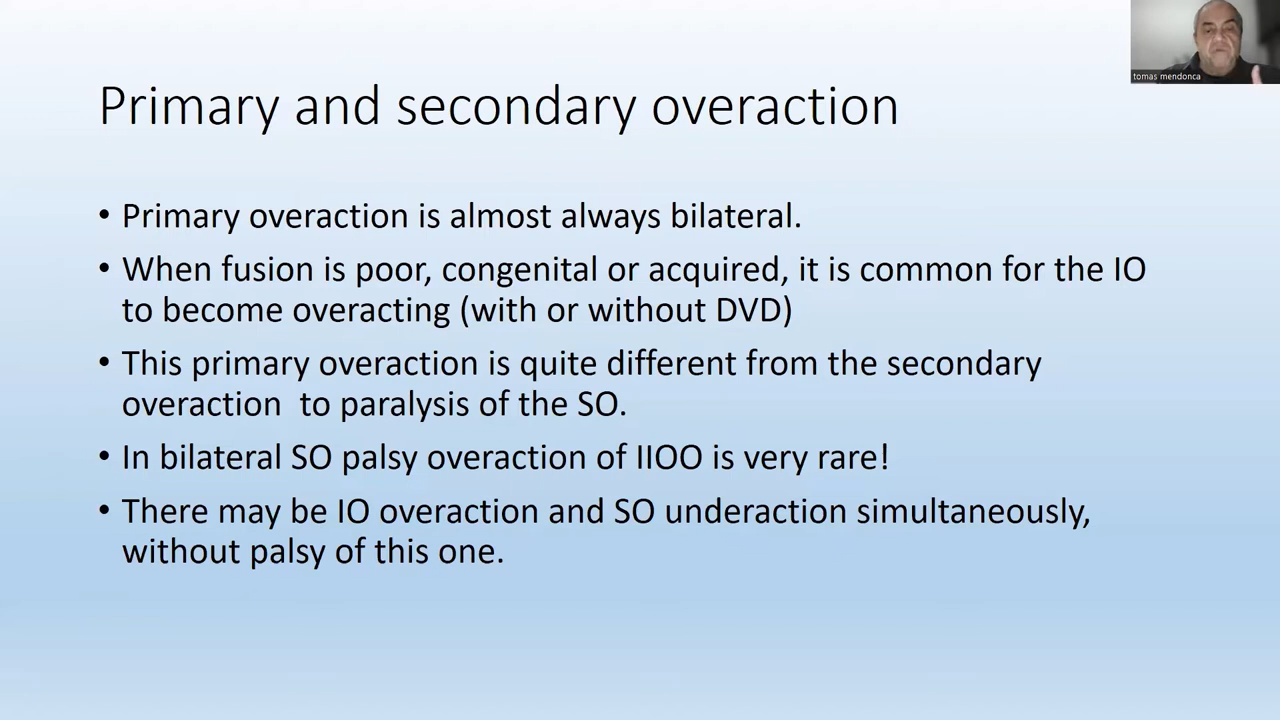 tomas mendonca
Primary and secondary overaction
• Primary overaction is almost always bilateral.
• When fusion is poor, congenital or acquired, it is common for the IO
to become overacting (with or without DVD)
• This primary overaction is quite different from the secondary
overaction  to paralysis of the SO.
• In bilateral SO palsy overaction of IIOO is very rare!
• There may be IO overaction and SO underaction simultaneously,
without palsy of this one.